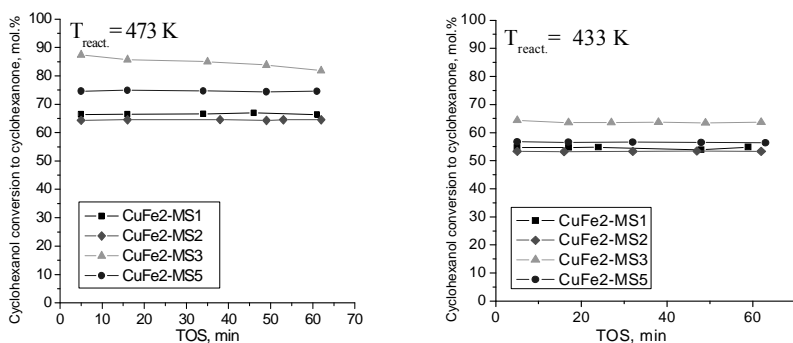 T react. = 473 K
Cyclohexanol conversion to cyclohexanone, mol.%
100
90
80
70
60
50
40
30
20
10
0
CuFe2-MS1
CuFe2-MS2
CuFe2-MS3
CuFe2-MS5
0 10 20 30 40 50 60 70
TOS, min
T react. = 433 K
Cyclohexanol conversion to cyclohexanone, mol.%
100
90
80
70
60
50
40
30
20
10
0
CuFe2-MS1
CuFe2-MS2
CuFe2-MS3
CuFe2-MS5
0 20 40 60
TOS, min